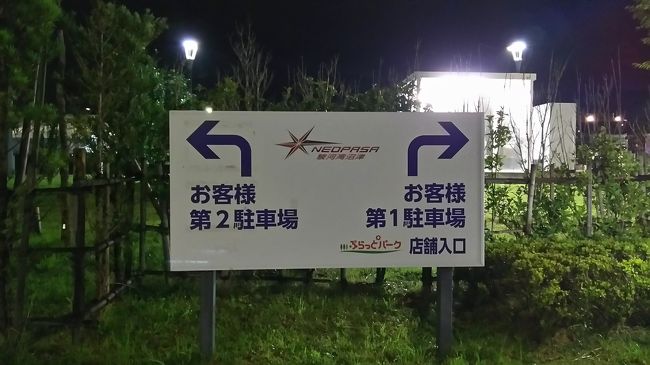 NEOPASA
駿河湾沼津
お客様
第2駐車場
お客様
第1駐車場
ぷらっとパーク
店舗入口